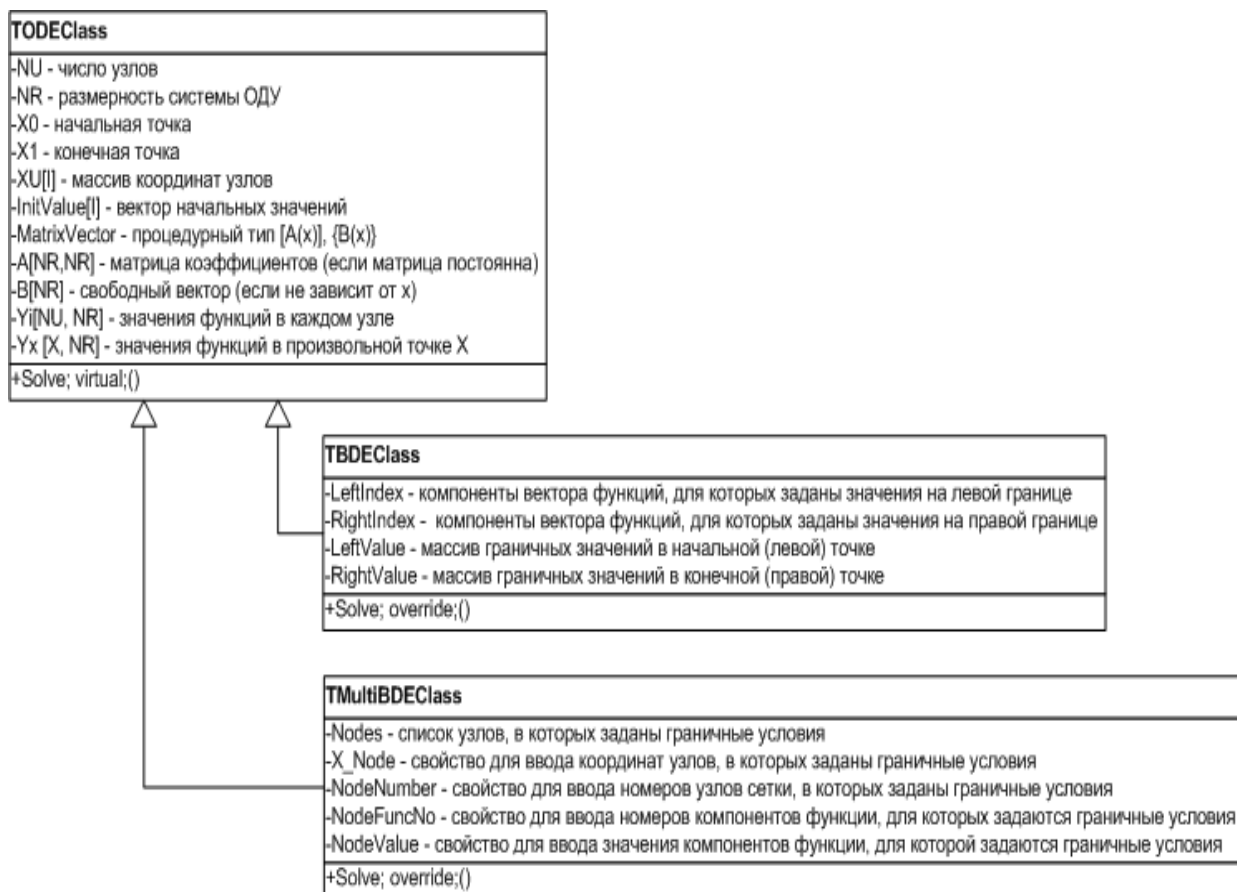 TODEClass
-NU - число узлов
-NR - размерность системы ОДУ
-X0 - начальная точка
-X1 - конечная точка
-XU[I] - массив координат узлов
-InitValue[I] - вектор начальных значений
-MatrixVector - процедурный тип [A(x)], {B(x)}
-A[NR,NR] - матрица коэффициентов (если матрица постоянна)
-B[NR] - свободный вектор (если не зависит от x)
-Yi[NU, NR] - значения функций в каждом узле
-Yx [X, NR] - значения функций в произвольной точке X
+Solve; virtual;()
TBDEClass
-LeftIndex - компоненты вектора функций, для которых заданы значения на левой границе
-RightIndex - компоненты вектора функций, для которых заданы значения на правой границе
-LeftValue - массив граничных значений в начальной (левой) точке
-RightValue - массив граничных значений в конечной (правой) точке
+Solve; override;()
TMultiBDEClass
-Nodes - список узлов, в которых заданы граничные условия
-X_Node - свойство для ввода координат узлов, в которых заданы граничные условия
-NodeNumber - свойство для ввода номеров узлов сетки, в которых заданы граничные условия
-NodeFuncNo - свойство для ввода номеров компонентов функции, для которых задаются граничные условия
-NodeValue - свойство для ввода значения компонентов функции, для которой задаются граничные условия
+Solve; override;()